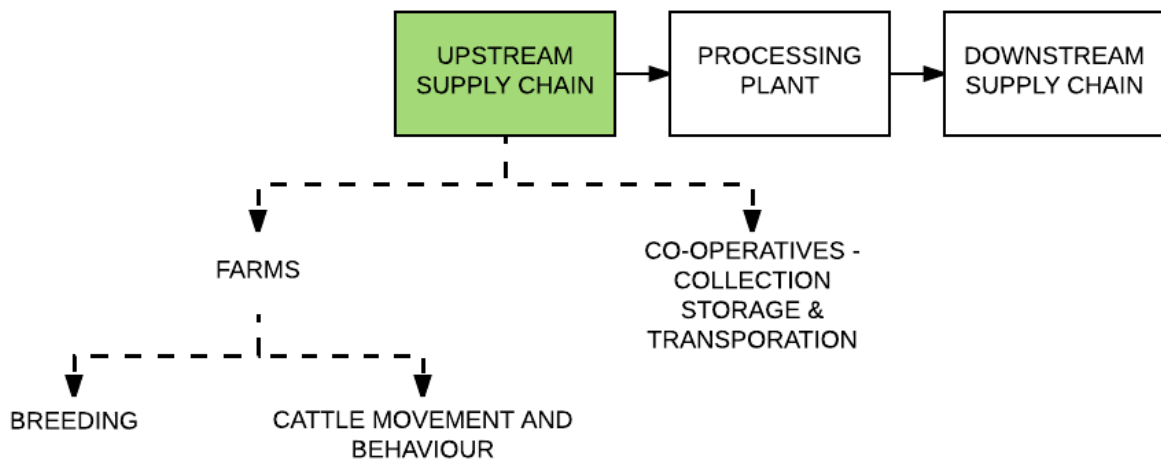 UPSTREAM
SUPPLY CHAIN
PROCESSING
PLANT
DOWNSTREAM
SUPPLY CHAIN
FARMS
CO-OPERATIVES -
COLLECTION
STORAGE &
TRANSPORATION
BREEDING
CATTLE MOVEMENT AND
BEHAVIOUR